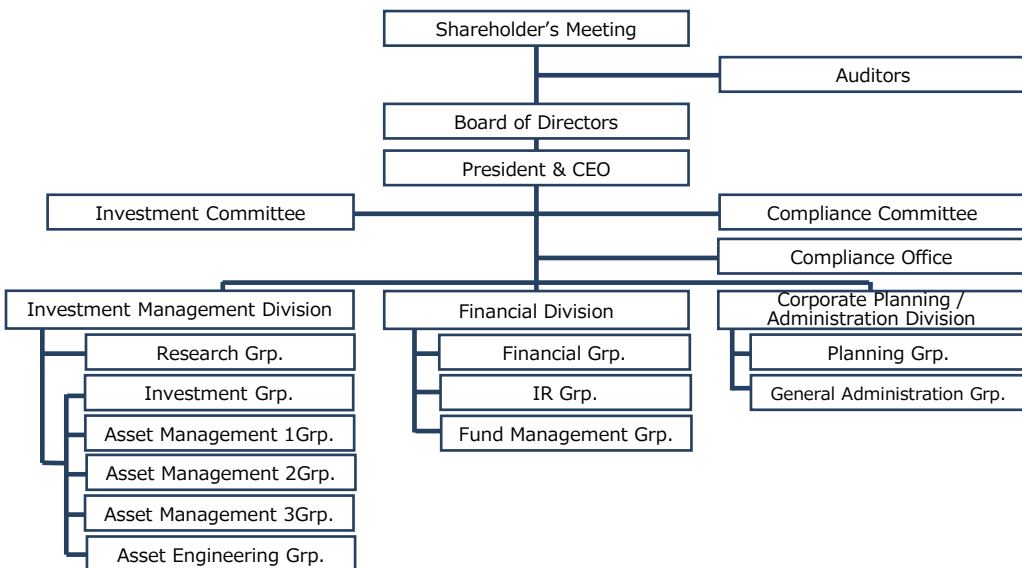 Shareholder’s Meeting
Auditors
Board of Directors
President & CEO
Investment Committee
Compliance Committee
Compliance Office
Investment Management Division
Financial Division
Corporate Planning /
Administration Division
Research Grp.
Financial Grp.
Planning Grp.
Investment Grp.
IR Grp.
General Administration Grp.
Asset Management 1Grp.
Fund Management Grp.
Asset Management 2Grp.
Asset Management 3Grp.
Asset Engineering Grp.